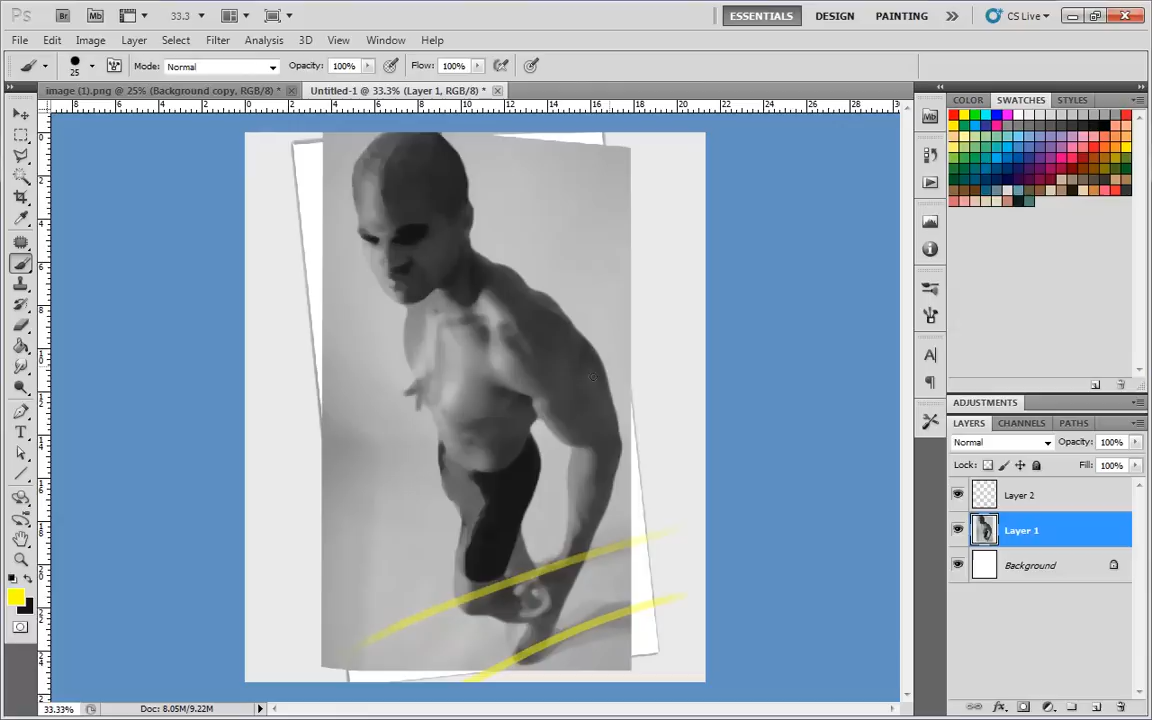 Ps Br Mb 33.3 ESSENTIALS DESIGN PAINTING CS Live
File Edit Image Layer Select Filter Analysis 3D View Window Help
25 Mode: Normal Opacity: 100% Flow: 100%
image (1).png @ 25% (Background copy, RGB/8) * Untitled-1 @ 33.3% (Layer 1, RGB/8) *
COLOR SWATCHES STYLES
ADJUSTMENTS
LAYERS CHANNELS PATHS
Normal Opacity: 100%
Lock: Fill: 100%
Layer 2
Layer 1
Background
33.33% Doc: 8.05M/9.22M